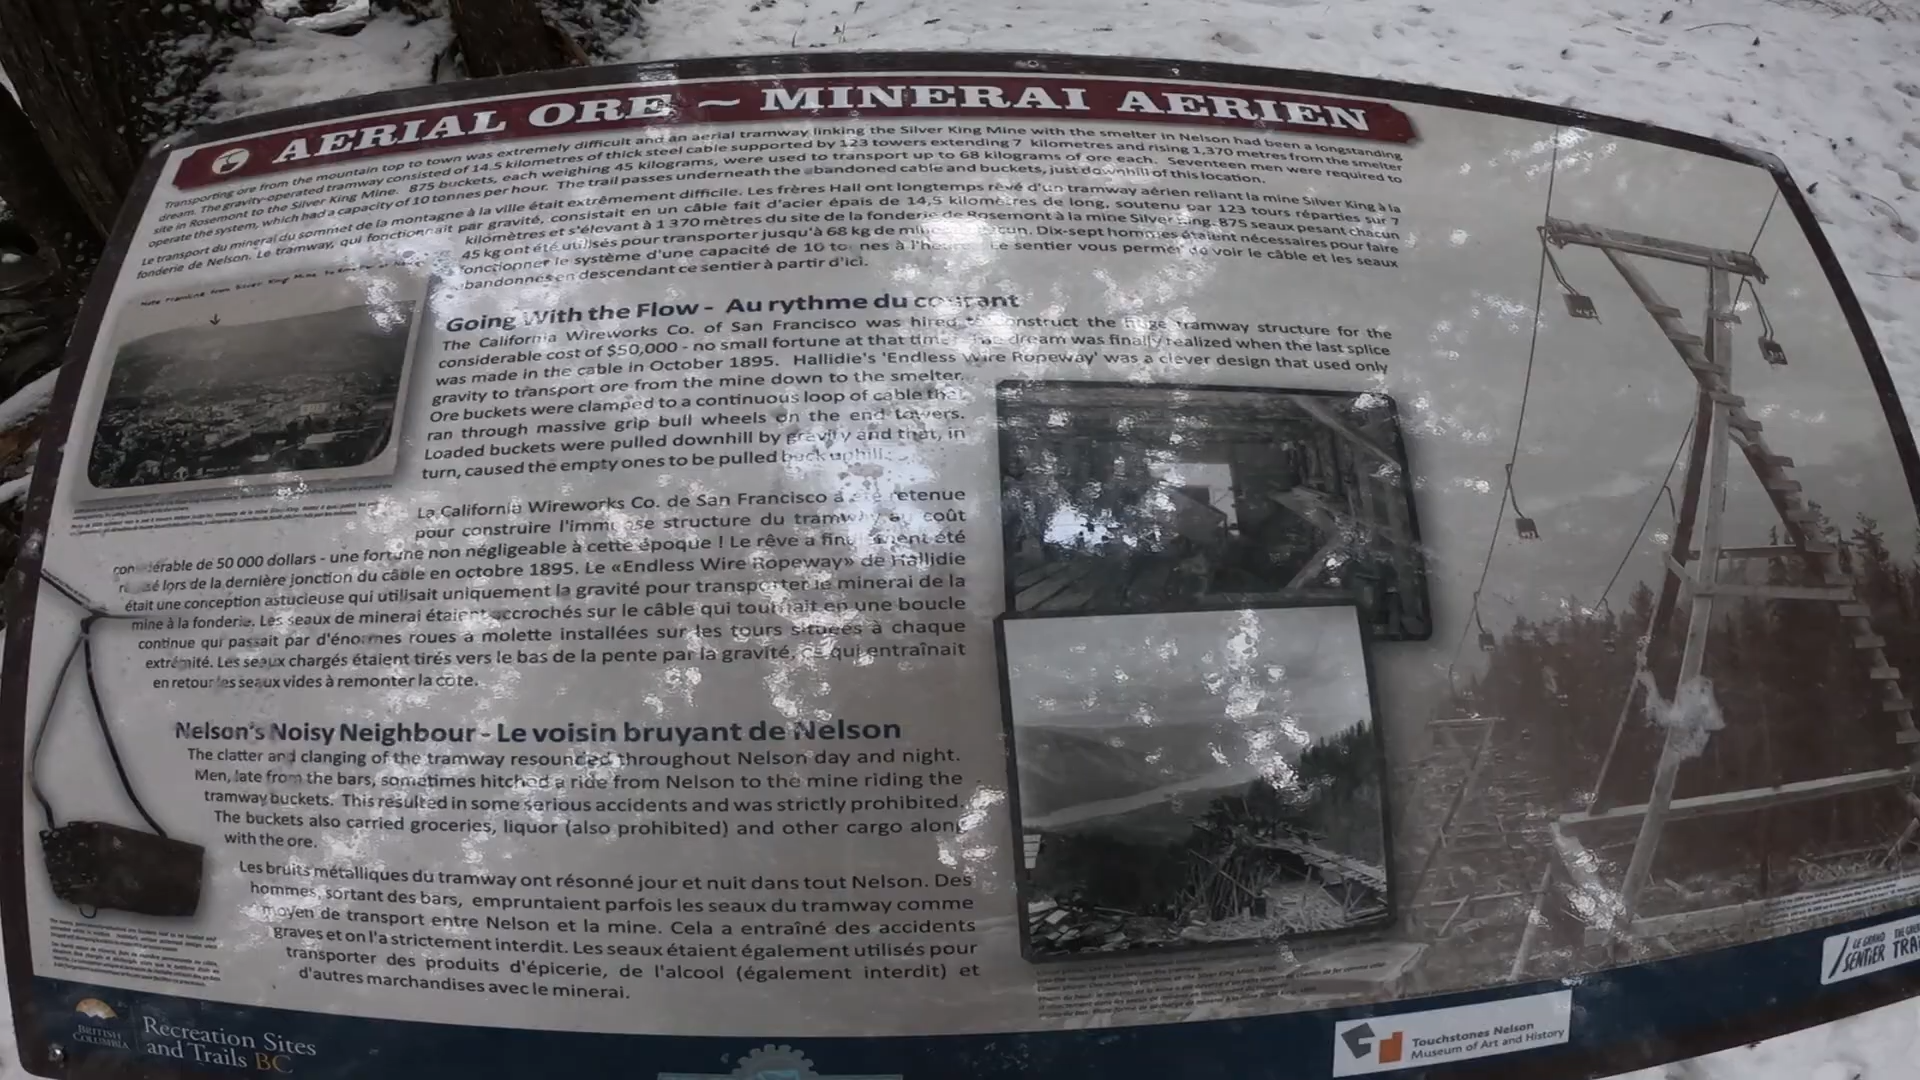 AERIAL ORE ~ MINERAI AERIEN
Transporting ore from the mountain top to town was extremely difficult and an aerial tramway linking the Silver King Mine with the smelter in Nelson had been a longstanding
dream. The gravity-operated tramway consisted of 14.5 kilometres of thick steel cable supported by 123 towers extending 7 kilometres and rising 1,370 metres from the smelter
site in Rosemont to the Silver King Mine. 875 buckets, each weighing 45 kilograms, were used to transport up to 68 kilograms of ore each. Seventeen men were required to
operate the system, which had a capacity of 10 tonnes per hour. The trail passes underneath the abandoned cable and buckets, just downhill of this location.
Le transport du minerai du sommet de la montagne à la ville était extrêmement difficile. Les frères Hall ont longtemps rêvé d'un tramway aérien reliant la mine Silver King à la
fonderie de Nelson. Le tramway, qui fonctionnait par gravité, consistait en un câble fait d'acier épais de 14,5 kilomètres de long, soutenu par 123 tours réparties sur 7
kilomètres et s'élevant à 1 370 mètres du site de la fonderie de Rosemont à la mine Silver King. 875 seaux pesant chacun
45 kg ont été utilisés pour transporter jusqu'à 68 kg de minerai chacun. Dix-sept hommes étaient nécessaires pour faire
fonctionner le système d'une capacité de 10 tonnes à l'heure. Le sentier vous permet de voir le câble et les seaux
abandonnés en descendant ce sentier à partir d'ici.
Going With the Flow - Au rythme du courant
The California Wireworks Co. of San Francisco was hired to construct the huge tramway structure for the
considerable cost of $50,000 - no small fortune at that time! The dream was finally realized when the last splice
was made in the cable in October 1895. Hallidie's 'Endless Wire Ropeway' was a clever design that used only
gravity to transport ore from the mine down to the smelter.
Ore buckets were clamped to a continuous loop of cable that
ran through massive grip bull wheels on the end towers.
Loaded buckets were pulled downhill by gravity and that, in
turn, caused the empty ones to be pulled back uphill.
La California Wireworks Co. de San Francisco a été retenue
pour construire l'immense structure du tramway au coût
considérable de 50 000 dollars - une fortune non négligeable à cette époque ! Le rêve a finalement été
réalisé lors de la dernière jonction du câble en octobre 1895. Le «Endless Wire Ropeway» de Hallidie
était une conception astucieuse qui utilisait uniquement la gravité pour transporter le minerai de la
mine à la fonderie. Les seaux de minerai étaient accrochés sur le câble qui tournait en une boucle
continue qui passait par d'énormes roues à molette installées sur les tours situées à chaque
extrémité. Les seaux chargés étaient tirés vers le bas de la pente par la gravité, ce qui entraînait
en retour les seaux vides à remonter la côte.
Nelson's Noisy Neighbour - Le voisin bruyant de Nelson
The clatter and clanging of the tramway resounded throughout Nelson day and night.
Men, late from the bars, sometimes hitched a ride from Nelson to the mine riding the
tramway buckets. This resulted in some serious accidents and was strictly prohibited.
The buckets also carried groceries, liquor (also prohibited) and other cargo along
with the ore.
Les bruits métalliques du tramway ont résonné jour et nuit dans tout Nelson. Des
hommes, sortant des bars, empruntaient parfois les seaux du tramway comme
moyen de transport entre Nelson et la mine. Cela a entraîné des accidents
graves et on l'a strictement interdit. Les seaux étaient également utilisés pour
transporter des produits d'épicerie, de l'alcool (également interdit) et
d'autres marchandises avec le minerai.
BRITISH
COLUMBIA
Recreation Sites
and Trails BC
Touchstones Nelson
Museum of Art and History
LE GRAND
SENTIER